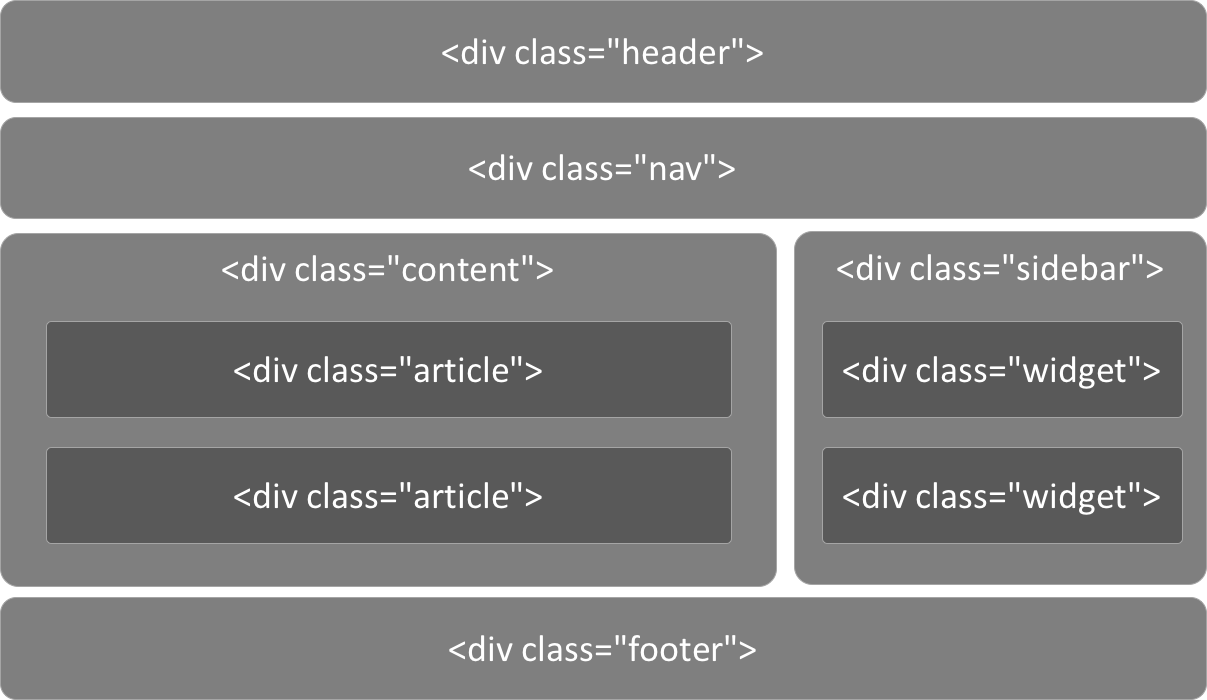 <div class="header">
<div class="nav">
<div class="content">
<div class="article">
<div class="article">
<div class="sidebar">
<div class="widget">
<div class="widget">
<div class="footer">